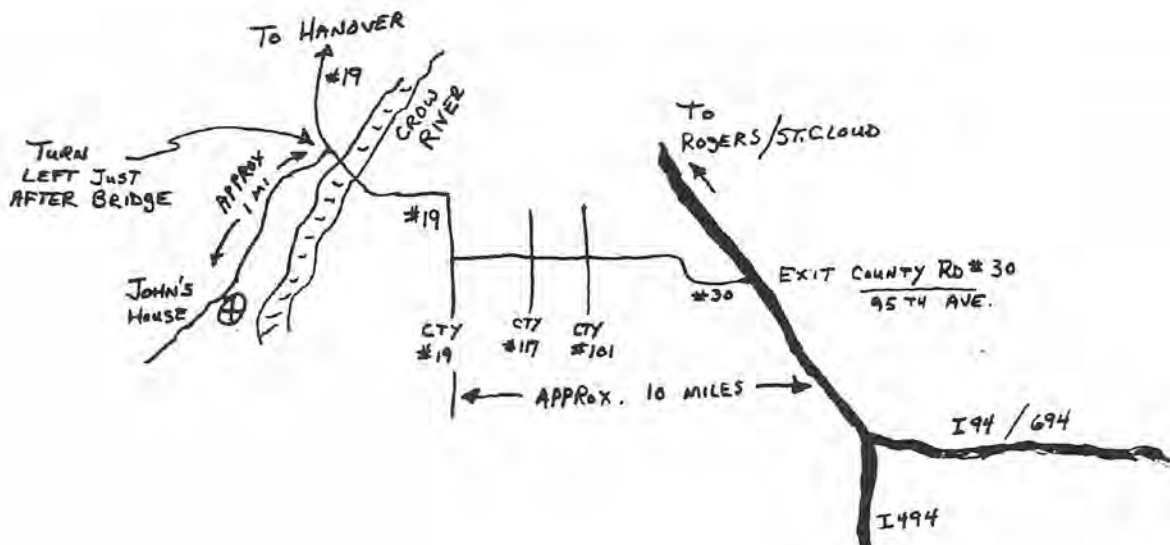 TO HANOVER
#19
CROW
RIVER
TO
ROGERS/ST.CLOUD
TURN
LEFT JUST
AFTER BRIDGE
APPROX
1 MI
#19
JOHN'S
HOUSE
#30
EXIT COUNTY RD #30
95TH AVE.
CTY
#19
CTY
#117
CTY
#101
APPROX. 10 MILES
I94 / 694
I494